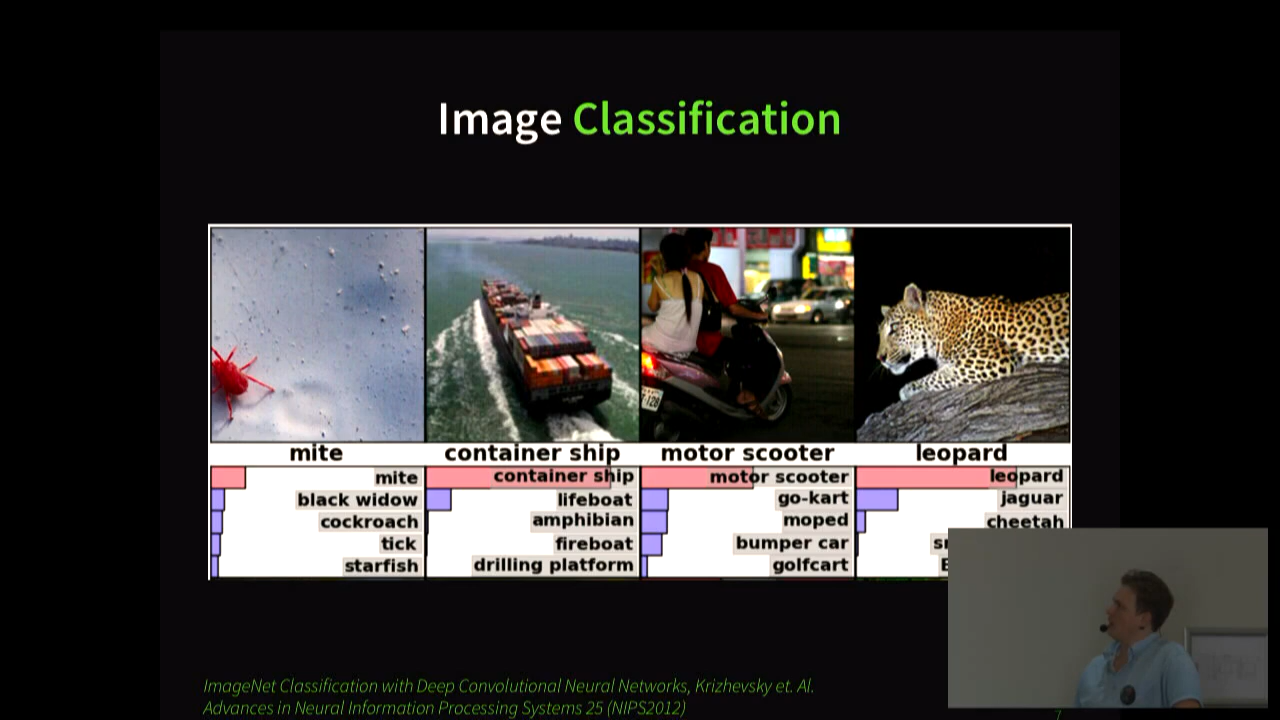 Image Classification
mite
container ship
motor scooter
leopard
mite
black widow
cockroach
tick
starfish
container ship
lifeboat
amphibian
fireboat
drilling platform
motor scooter
go-kart
moped
bumper car
golfcart
leopard
jaguar
cheetah
ImageNet Classification with Deep Convolutional Neural Networks, Krizhevsky et. Al.
Advances in Neural Information Processing Systems 25 (NIPS2012)
7